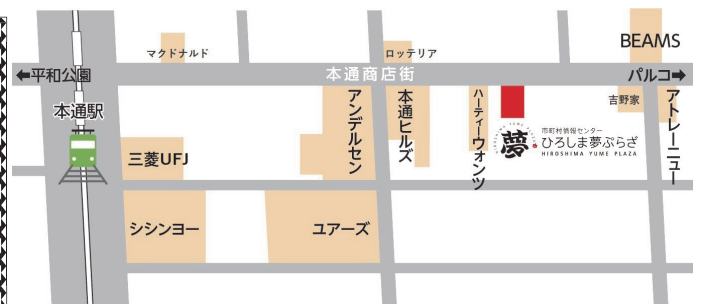 BEAMS
マクドナルド
ロッテリア
←平和公園
本通商店街
パルコ→
本通駅
アンデルセン
本通ヒルズ
ハーティーウォンツ
吉野家
アトレーニュー
三菱UFJ
夢
市町村情報センター
ひろしま夢ぷらざ
HIROSHIMA YUME PLAZA
シシンヨー
ユアーズ